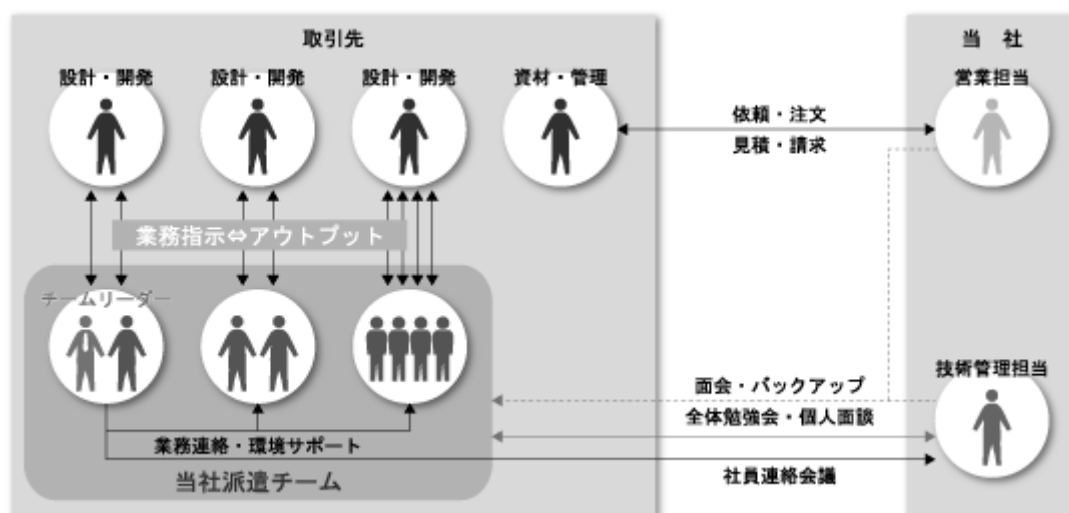 取引先
当 社
設計・開発
設計・開発
設計・開発
資材・管理
営業担当
依頼・注文
見積・請求
業務指示⇔アウトプット
チームリーダー
技術管理担当
面会・バックアップ
全体勉強会・個人面談
業務連絡・環境サポート
社員連絡会議
当社派遣チーム